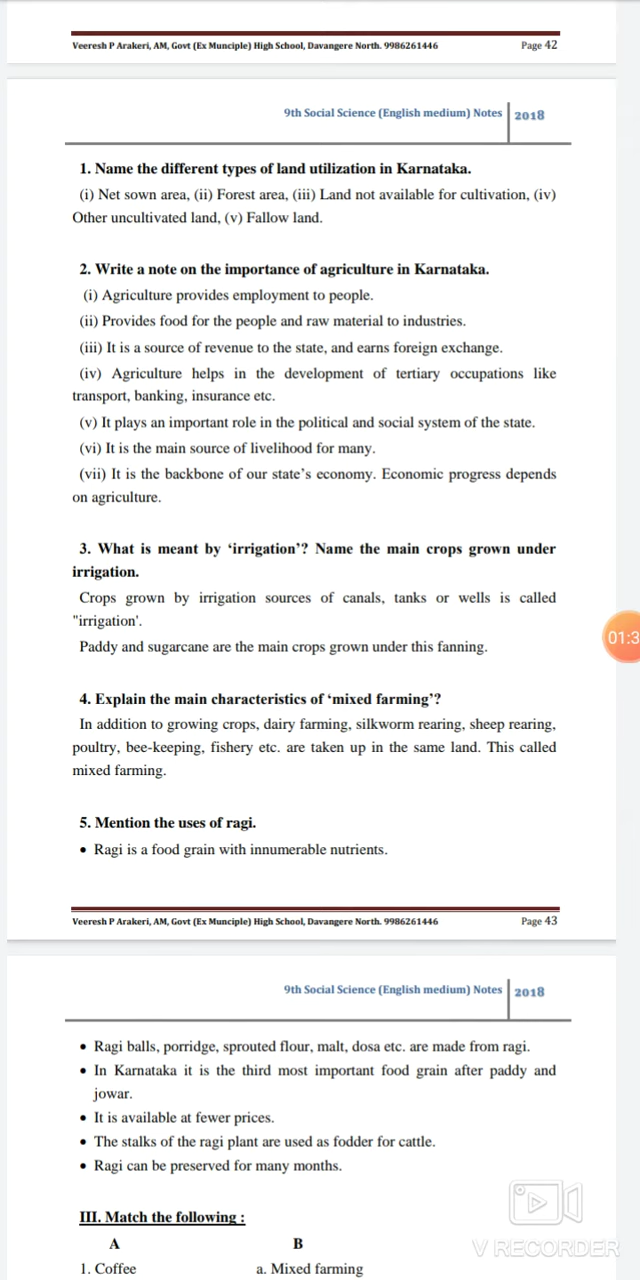 Veeresh P Arakeri, AM, Govt (Ex Munciple) High School, Davangere North. 9986261446 Page 42
9th Social Science (English medium) Notes 2018
1. Name the different types of land utilization in Karnataka.
(i) Net sown area, (ii) Forest area, (iii) Land not available for cultivation, (iv)
Other uncultivated land, (v) Fallow land.
2. Write a note on the importance of agriculture in Karnataka.
(i) Agriculture provides employment to people.
(ii) Provides food for the people and raw material to industries.
(iii) It is a source of revenue to the state, and earns foreign exchange.
(iv) Agriculture helps in the development of tertiary occupations like
transport, banking, insurance etc.
(v) It plays an important role in the political and social system of the state.
(vi) It is the main source of livelihood for many.
(vii) It is the backbone of our state's economy. Economic progress depends
on agriculture.
3. What is meant by ‘irrigation’? Name the main crops grown under
irrigation.
Crops grown by irrigation sources of canals, tanks or wells is called
"irrigation'.
Paddy and sugarcane are the main crops grown under this fanning.
4. Explain the main characteristics of ‘mixed farming’?
In addition to growing crops, dairy farming, silkworm rearing, sheep rearing,
poultry, bee-keeping, fishery etc. are taken up in the same land. This called
mixed farming.
5. Mention the uses of ragi.
• Ragi is a food grain with innumerable nutrients.
Veeresh P Arakeri, AM, Govt (Ex Munciple) High School, Davangere North. 9986261446 Page 43
9th Social Science (English medium) Notes 2018
• Ragi balls, porridge, sprouted flour, malt, dosa etc. are made from ragi.
• In Karnataka it is the third most important food grain after paddy and
jowar.
• It is available at fewer prices.
• The stalks of the ragi plant are used as fodder for cattle.
• Ragi can be preserved for many months.
III. Match the following :
A B
1. Coffee a. Mixed farming
01:3
V RECORDER